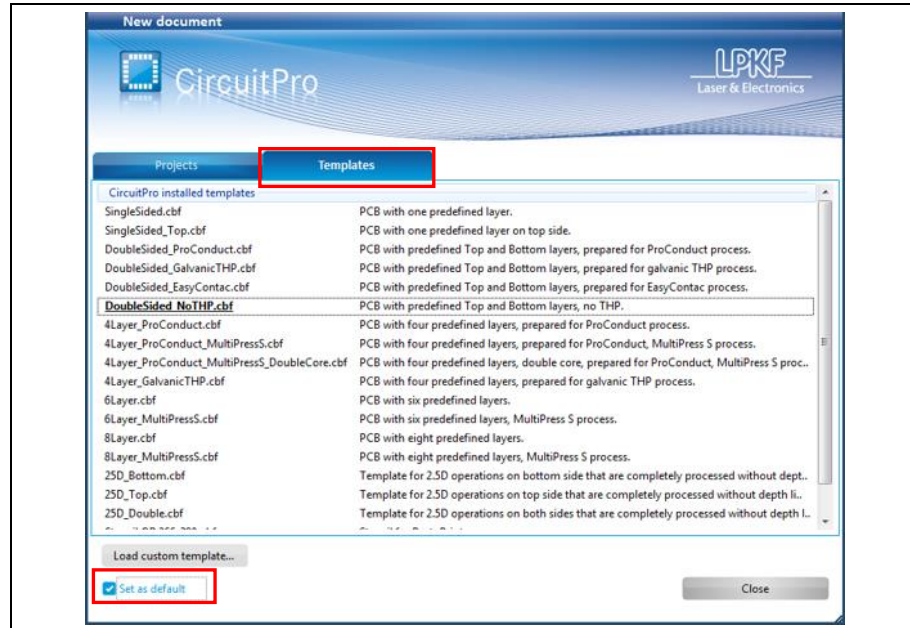 New document
CircuitPro
LPKF
Laser & Electronics
Projects Templates
CircuitPro installed templates
SingleSided.cbf PCB with one predefined layer.
SingleSided_Top.cbf PCB with one predefined layer on top side.
DoubleSided_ProConduct.cbf PCB with predefined Top and Bottom layers, prepared for ProConduct process.
DoubleSided_GalvanicTHP.cbf PCB with predefined Top and Bottom layers, prepared for galvanic THP process.
DoubleSided_EasyContac.cbf PCB with predefined Top and Bottom layers, prepared for EasyContac process.
DoubleSided_NoTHP.cbf PCB with predefined Top and Bottom layers, no THP.
4Layer_ProConduct.cbf PCB with four predefined layers, prepared for ProConduct process.
4Layer_ProConduct_MultiPressS.cbf PCB with four predefined layers, prepared for ProConduct, MultiPress S process.
4Layer_ProConduct_MultiPressS_DoubleCore.cbf PCB with four predefined layers, double core, prepared for ProConduct, MultiPress S proc..
4Layer_GalvanicTHP.cbf PCB with four predefined layers, prepared for galvanic THP process.
6Layer.cbf PCB with six predefined layers.
6Layer_MultiPressS.cbf PCB with six predefined layers, MultiPress S process.
8Layer.cbf PCB with eight predefined layers.
8Layer_MultiPressS.cbf PCB with eight predefined layers, MultiPress S process.
25D_Bottom.cbf Template for 2.5D operations on bottom side that are completely processed without dept..
25D_Top.cbf Template for 2.5D operations on top side that are completely processed without depth li..
25D_Double.cbf Template for 2.5D operations on both sides that are completely processed without depth l..
Load custom template...
Set as default Close